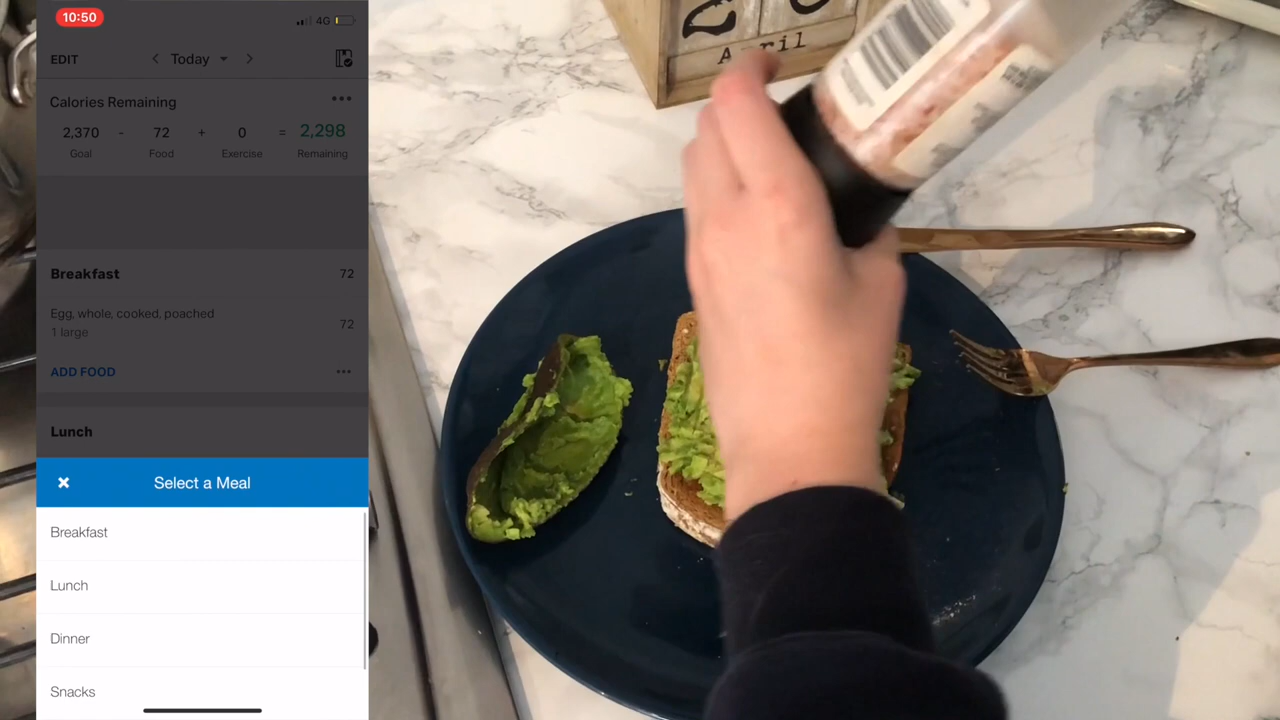 10:50
4G
EDIT
Today
Calories Remaining
2,370 - 72 + 0 = 2,298
Goal Food Exercise Remaining
Breakfast 72
Egg, whole, cooked, poached
1 large
72
ADD FOOD
Lunch
Select a Meal
Breakfast
Lunch
Dinner
Snacks
April